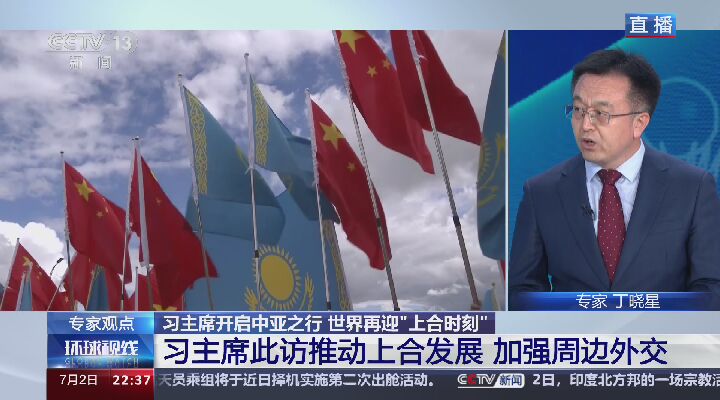 CCTV 13
新闻
直播
专家 丁晓星
专家观点
习主席开启中亚之行 世界再迎"上合时刻"
环球视线
GLOBAL WATCH
习主席此访推动上合发展 加强周边外交
7月2日 22:37 天员乘组将于近日择机实施第二次出舱活动。 CCTV 新闻 2日，印度北方邦的一场宗教活